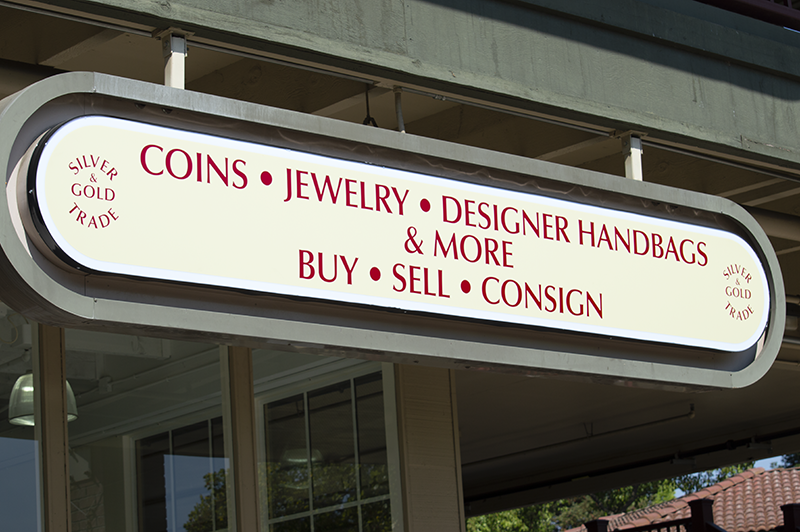 SILVER
&
GOLD
TRADE
COINS • JEWELRY • DESIGNER HANDBAGS
& MORE
BUY • SELL • CONSIGN
SILVER
&
GOLD
TRADE